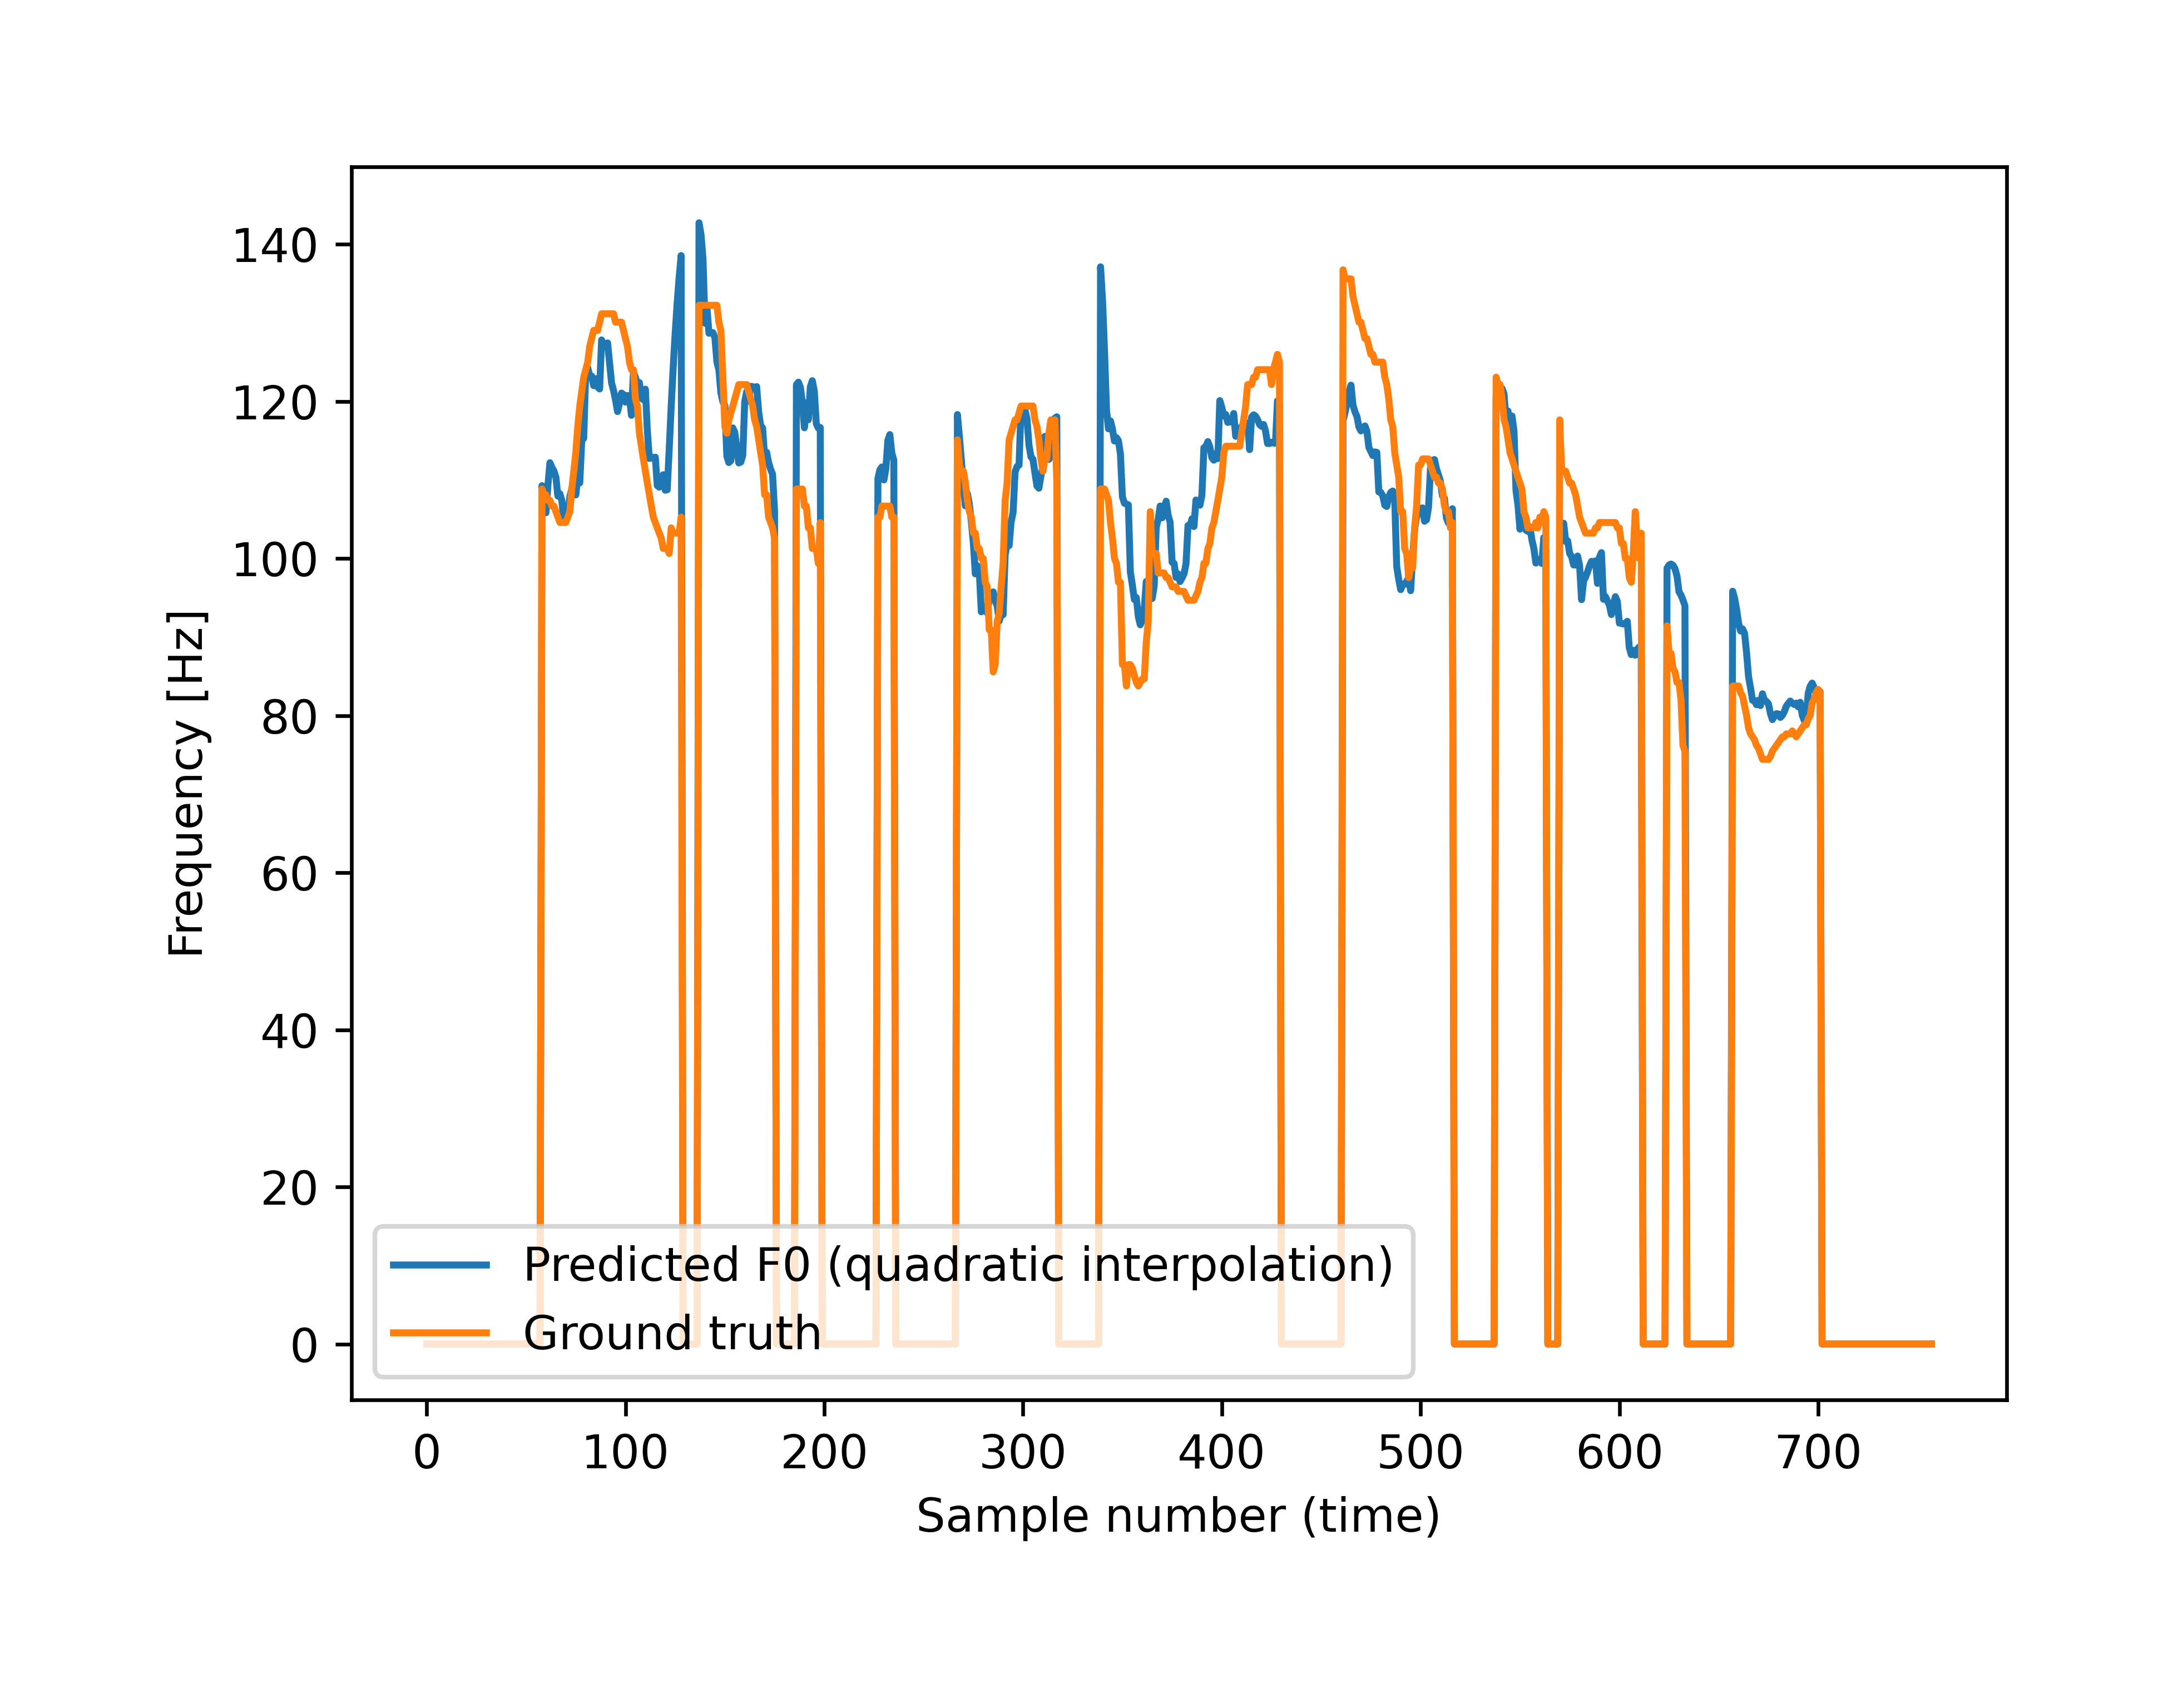 140
120
100
80
60
40
20
0
Frequency [Hz]
Predicted F0 (quadratic interpolation)
Ground truth
0 100 200 300 400 500 600 700
Sample number (time)